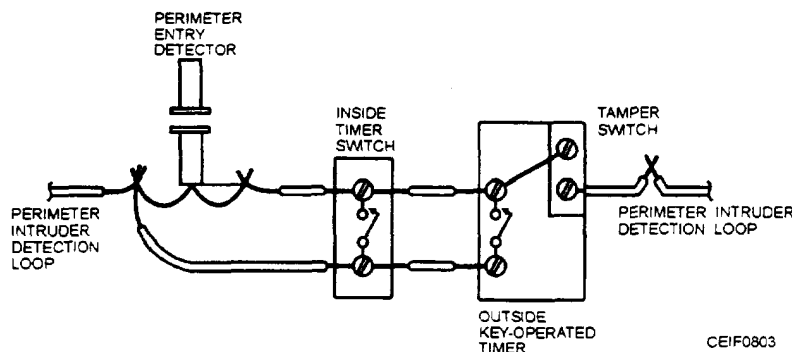 PERIMETER
ENTRY
DETECTOR
INSIDE
TIMER
SWITCH
TAMPER
SWITCH
PERIMETER
INTRUDER
DETECTION
LOOP
PERIMETER INTRUDER
DETECTION LOOP
OUTSIDE
KEY-OPERATED
TIMER
CEIF0803